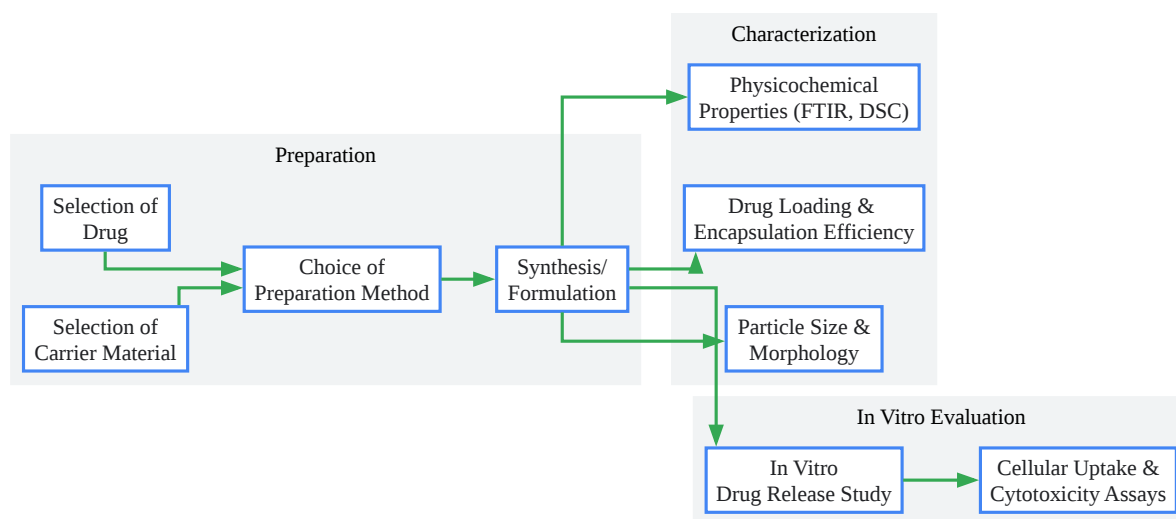 Preparation
Selection of
Drug
Selection of
Carrier Material
Choice of
Preparation Method
Synthesis/
Formulation
Characterization
Physicochemical
Properties (FTIR, DSC)
Drug Loading &
Encapsulation Efficiency
Particle Size &
Morphology
In Vitro Evaluation
In Vitro
Drug Release Study
Cellular Uptake &
Cytotoxicity Assays